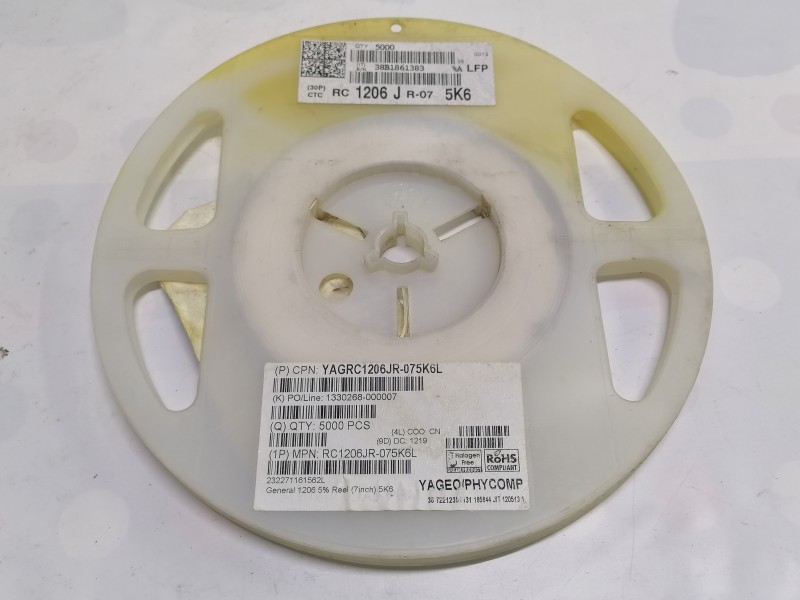 QTY 5000
38B1861383 LFP
(30P)
CTC RC 1206 J R-07 5K6
(P) CPN: YAGRC1206JR-075K6L
(K) PO/Line: 1330268-000007
(Q) QTY: 5000 PCS
(4L) COO: CN
(9D) DC: 1219
(1P) MPN: RC1206JR-075K6L
Halogen
Free
RoHS
COMPLIANT
232271161562L
General 1206 5% Reel (7inch) 5K6
YAGEO/PHYCOMP